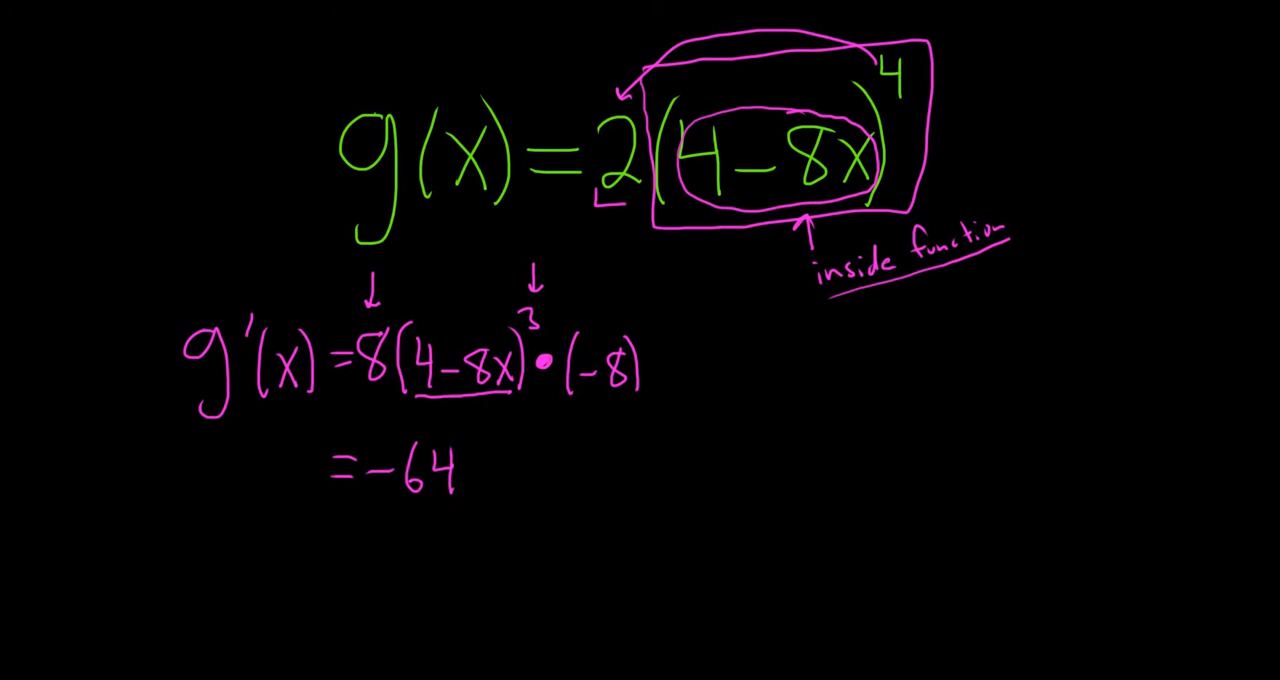 g(x) = 2(4 - 8x)^4
inside function
g'(x) = 8(4 - 8x)^3 • (-8)
= -64